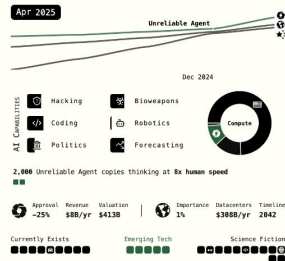 Apr 2025
Unreliable Agent
Dec 2024
AI CAPABILITIES
Hacking
Bioweapons
Coding
Robotics
Politics
Forecasting
Compute
2,000 Unreliable Agent copies thinking at 8x human speed
Approval Revenue Valuation Importance Datacenters Timeline
-25% $8B/yr $413B 1% $308B/yr 2042
Currently Exists Emerging Tech Science Fiction